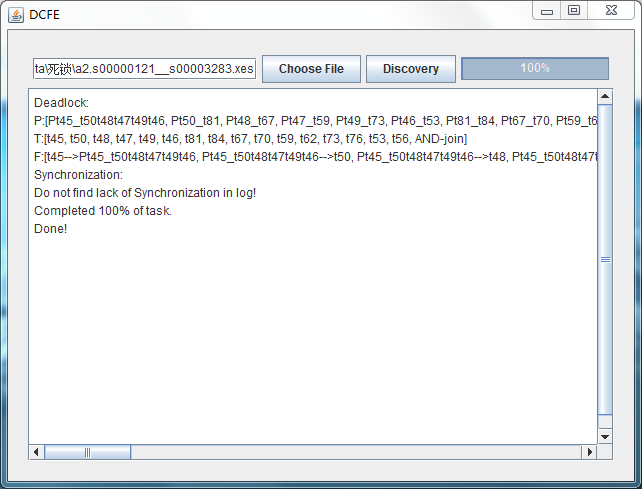 DCFE
ta\死锁\a2.s00000121__s00003283.xes
Choose File
Discovery
100%
Deadlock:
P:[Pt45_t50t48t47t49t46, Pt50_t81, Pt48_t67, Pt47_t59, Pt49_t73, Pt46_t53, Pt81_t84, Pt67_t70, Pt59_t6
T:[t45, t50, t48, t47, t49, t46, t81, t84, t67, t70, t59, t62, t73, t76, t53, t56, AND-join]
F:[t45-->Pt45_t50t48t47t49t46, Pt45_t50t48t47t49t46-->t50, Pt45_t50t48t47t49t46-->t48, Pt45_t50t48t47t
Synchronization:
Do not find lack of Synchronization in log!
Completed 100% of task.
Done!